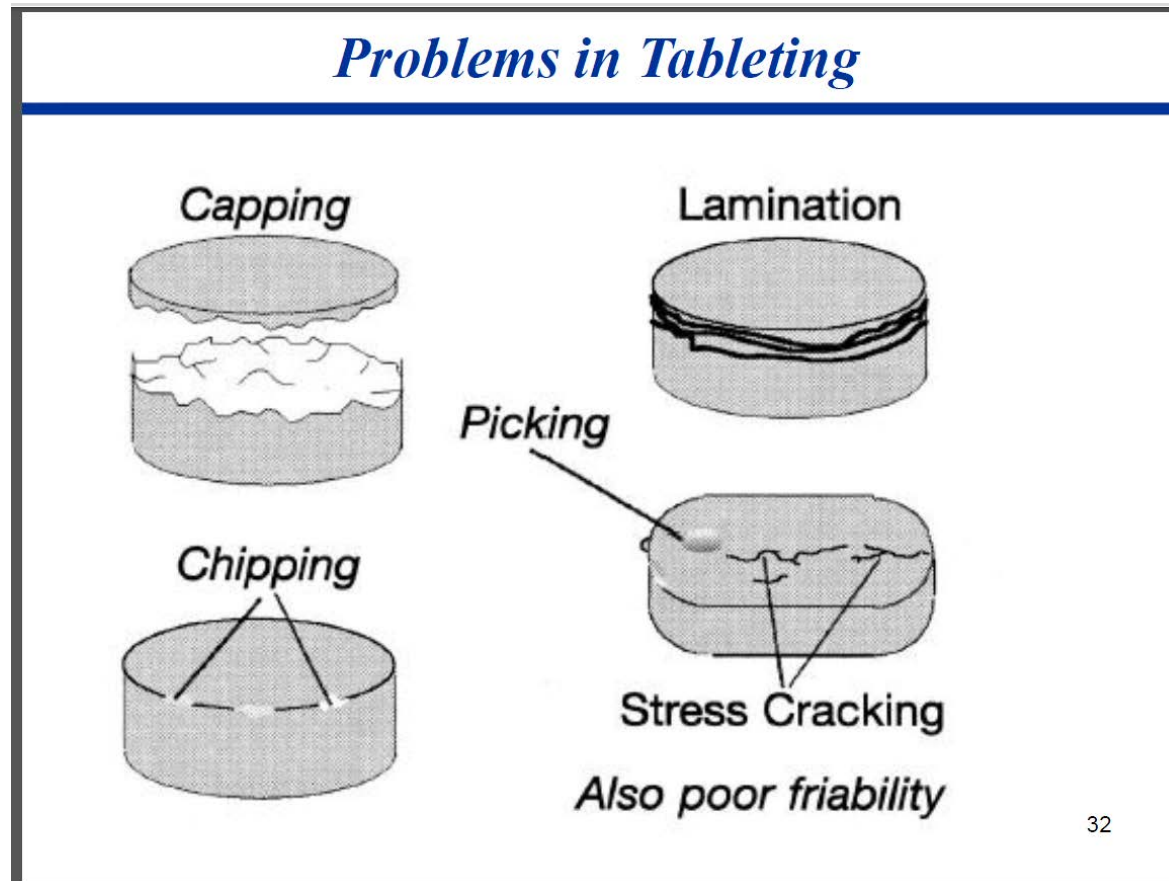 Problems in Tableting
Capping
Lamination
Picking
Chipping
Stress Cracking
Also poor friability
32